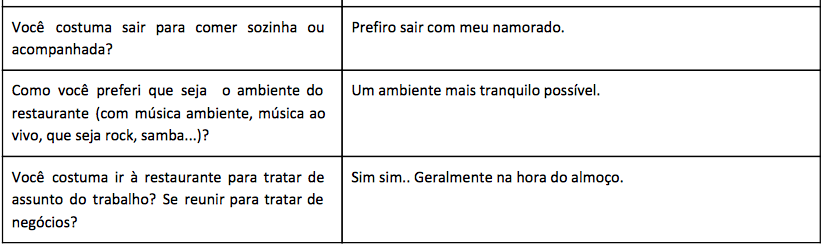 Você costuma sair para comer sozinha ou
acompanhada?
Prefiro sair com meu namorado.
Como você preferi que seja o ambiente do
restaurante (com música ambiente, música ao
vivo, que seja rock, samba...)?
Um ambiente mais tranquilo possível.
Você costuma ir à restaurante para tratar de
assunto do trabalho? Se reunir para tratar de
negócios?
Sim sim.. Geralmente na hora do almoço.